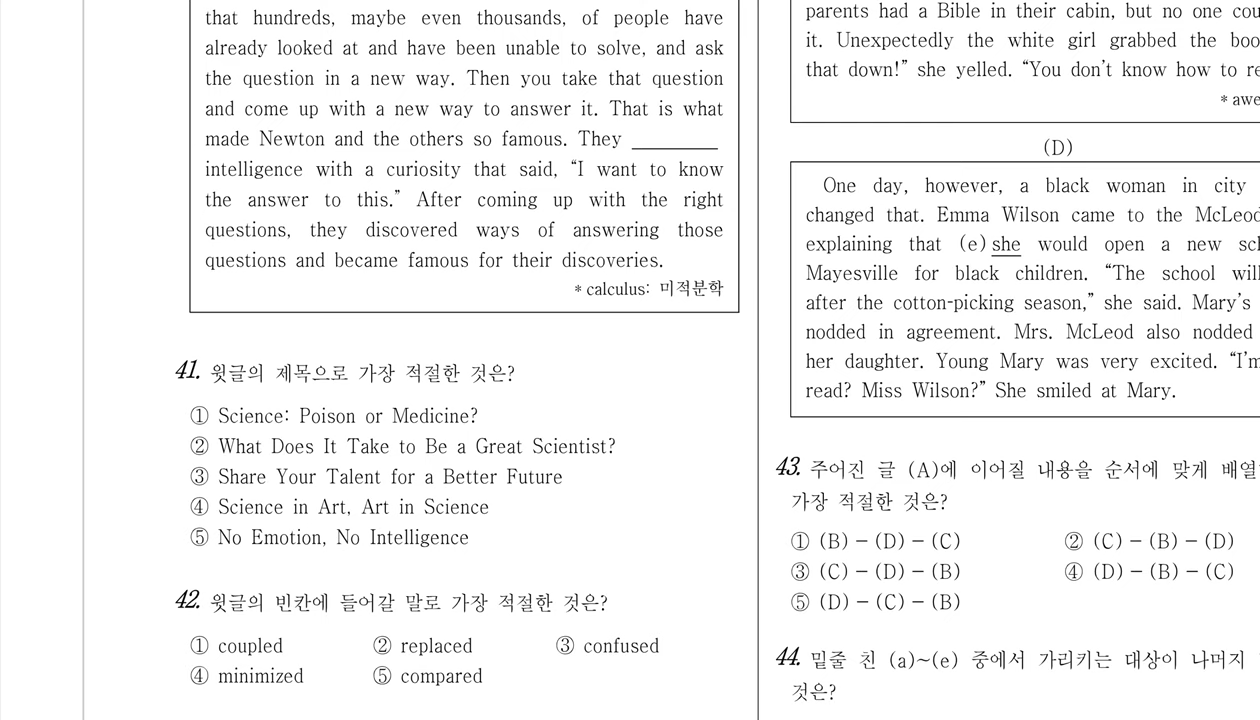 that hundreds, maybe even thousands, of people have
already looked at and have been unable to solve, and ask
the question in a new way. Then you take that question
and come up with a new way to answer it. That is what
made Newton and the others so famous. They ________
intelligence with a curiosity that said, “I want to know
the answer to this.” After coming up with the right
questions, they discovered ways of answering those
questions and became famous for their discoveries.
* calculus: 미적분학
41. 윗글의 제목으로 가장 적절한 것은?
① Science: Poison or Medicine?
② What Does It Take to Be a Great Scientist?
③ Share Your Talent for a Better Future
④ Science in Art, Art in Science
⑤ No Emotion, No Intelligence
42. 윗글의 빈칸에 들어갈 말로 가장 적절한 것은?
① coupled ② replaced ③ confused
④ minimized ⑤ compared
parents had a Bible in their cabin, but no one
it. Unexpectedly the white girl grabbed the
that down!” she yelled. “You don’t know how to
* awe
(D)
One day, however, a black woman in city
changed that. Emma Wilson came to the McLeod
explaining that (e) she would open a new
Mayesville for black children. “The school will
after the cotton-picking season,” she said. Mary’s
nodded in agreement. Mrs. McLeod also nodded
her daughter. Young Mary was very excited. “I’m
read? Miss Wilson?” She smiled at Mary.
43. 주어진 글 (A)에 이어질 내용을 순서에 맞게 배열
가장 적절한 것은?
① (B) - (D) - (C) ② (C) - (B) - (D)
③ (C) - (D) - (B) ④ (D) - (B) - (C)
⑤ (D) - (C) - (B)
44. 밑줄 친 (a)~(e) 중에서 가리키는 대상이 나머지
것은?